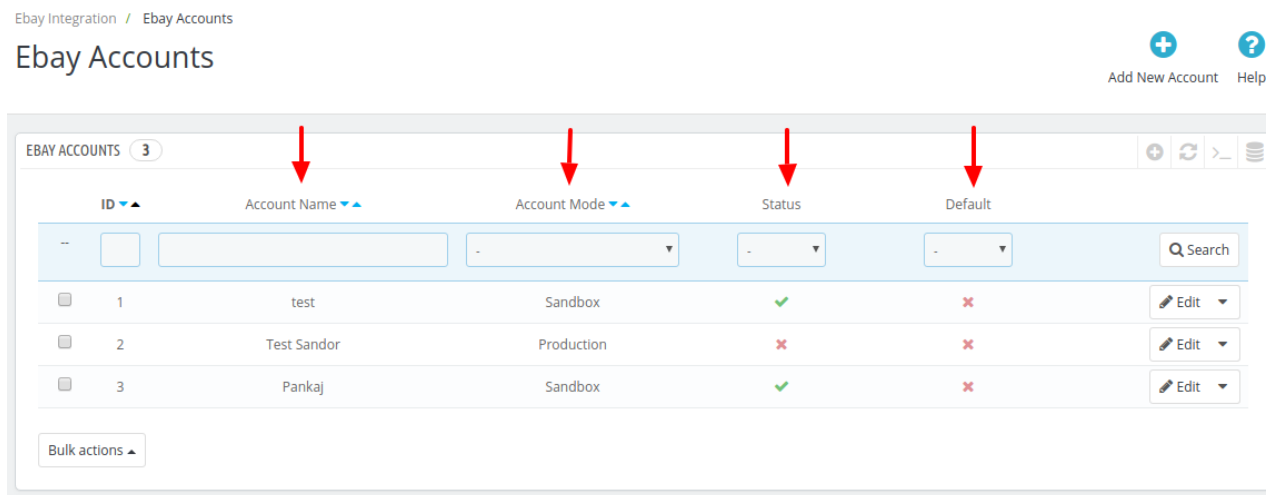 Ebay Integration / Ebay Accounts
Ebay Accounts
Add New Account Help
EBAY ACCOUNTS 3
ID Account Name Account Mode Status Default
-- - - - Search
1 test Sandbox Edit
2 Test Sandor Production Edit
3 Pankaj Sandbox Edit
Bulk actions